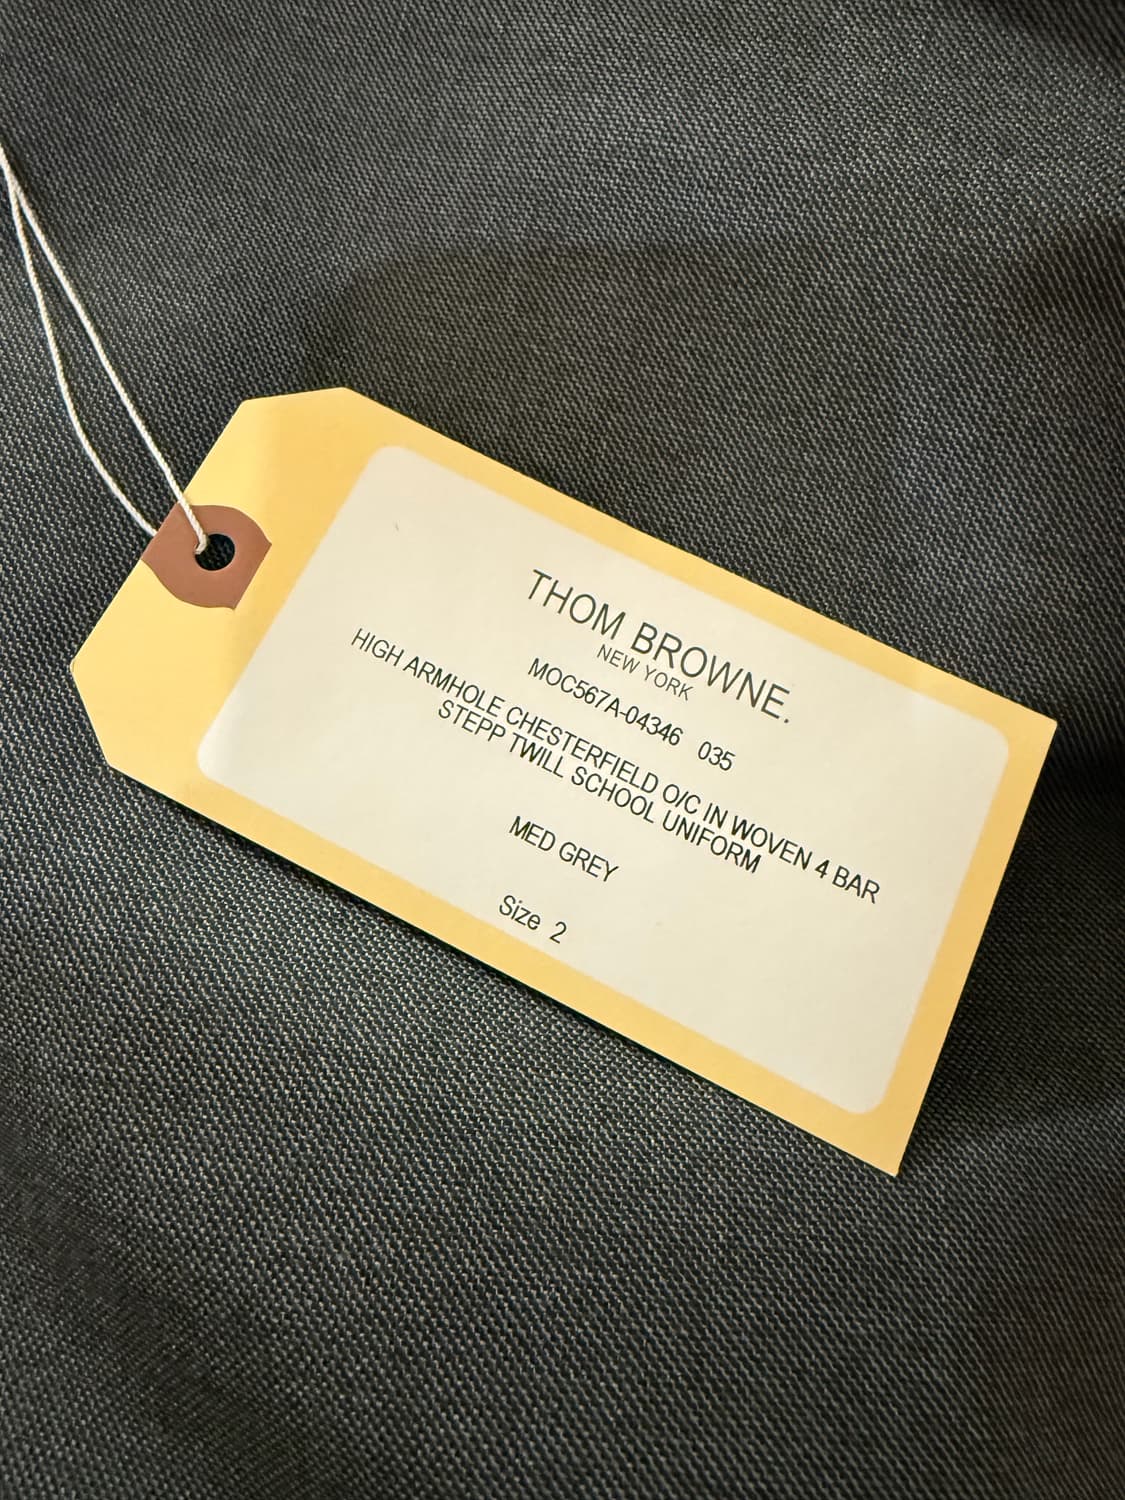 THOM BROWNE.
NEW YORK
MOC567A-04346 035
HIGH ARMHOLE CHESTERFIELD O/C IN WOVEN 4 BAR
STEPP TWILL SCHOOL UNIFORM
MED GREY
Size 2